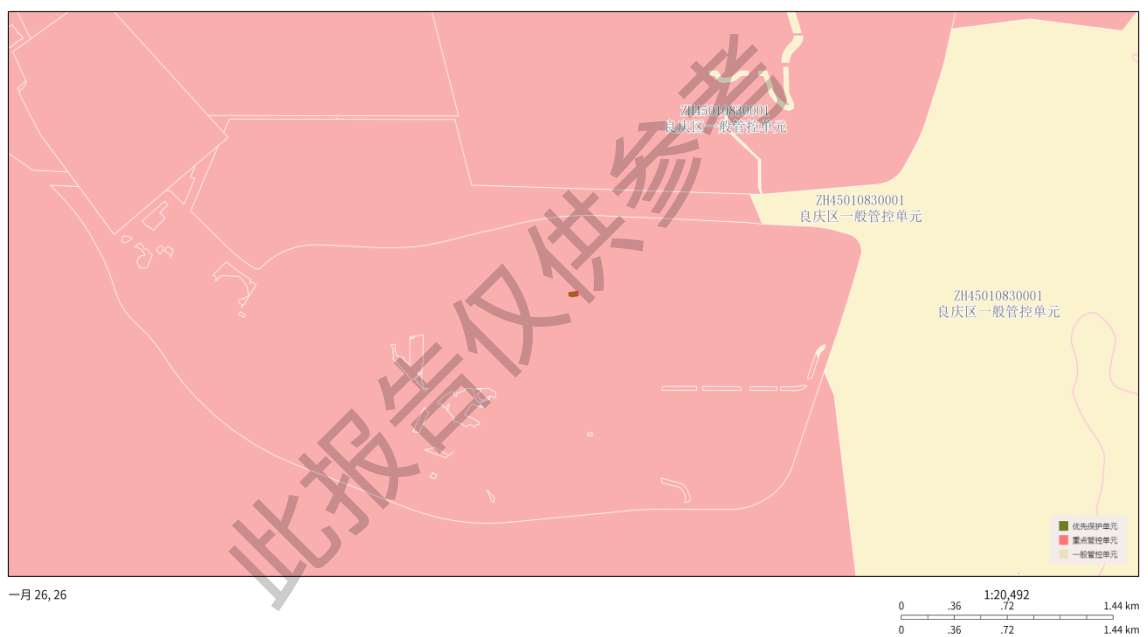 ZH45010830001
良庆区一般管控单元
ZH45010830001
良庆区一般管控单元
ZH45010830001
良庆区一般管控单元
此报告仅供参考
优先保护单元
重点管控单元
一般管控单元
一月 26, 26
1:20,492
0 .36 .72 1.44 km
0 .36 .72 1.44 km